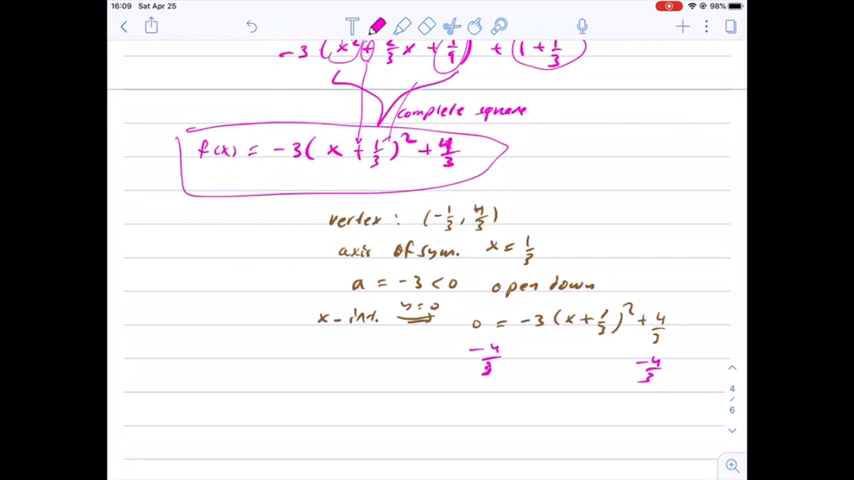 16:09 Sat Apr 25 98%
-3 ( x² + 2/3 x + 1/9 ) + ( 1 + 1/3 )
complete square
f(x) = -3 ( x + 1/3 )² + 4/3
vertex : (-1/3, 4/3)
axis of sym. x = 1/3
a = -3 < 0 open down
x-int. y=0 0 = -3 ( x + 1/3 )² + 4/3
-4/3 -4/3
4
/
6